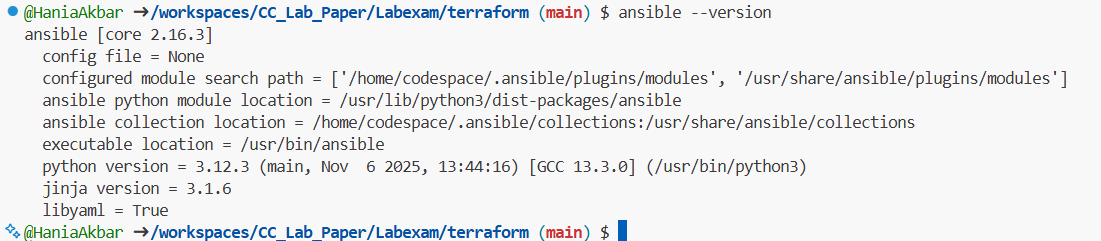 @HaniaAkbar ➜/workspaces/CC_Lab_Paper/Labexam/terraform (main) $ ansible --version
ansible [core 2.16.3]
  config file = None
  configured module search path = ['/home/codespace/.ansible/plugins/modules', '/usr/share/ansible/plugins/modules']
  ansible python module location = /usr/lib/python3/dist-packages/ansible
  ansible collection location = /home/codespace/.ansible/collections:/usr/share/ansible/collections
  executable location = /usr/bin/ansible
  python version = 3.12.3 (main, Nov  6 2025, 13:44:16) [GCC 13.3.0] (/usr/bin/python3)
  jinja version = 3.1.6
  libyaml = True
@HaniaAkbar ➜/workspaces/CC_Lab_Paper/Labexam/terraform (main) $